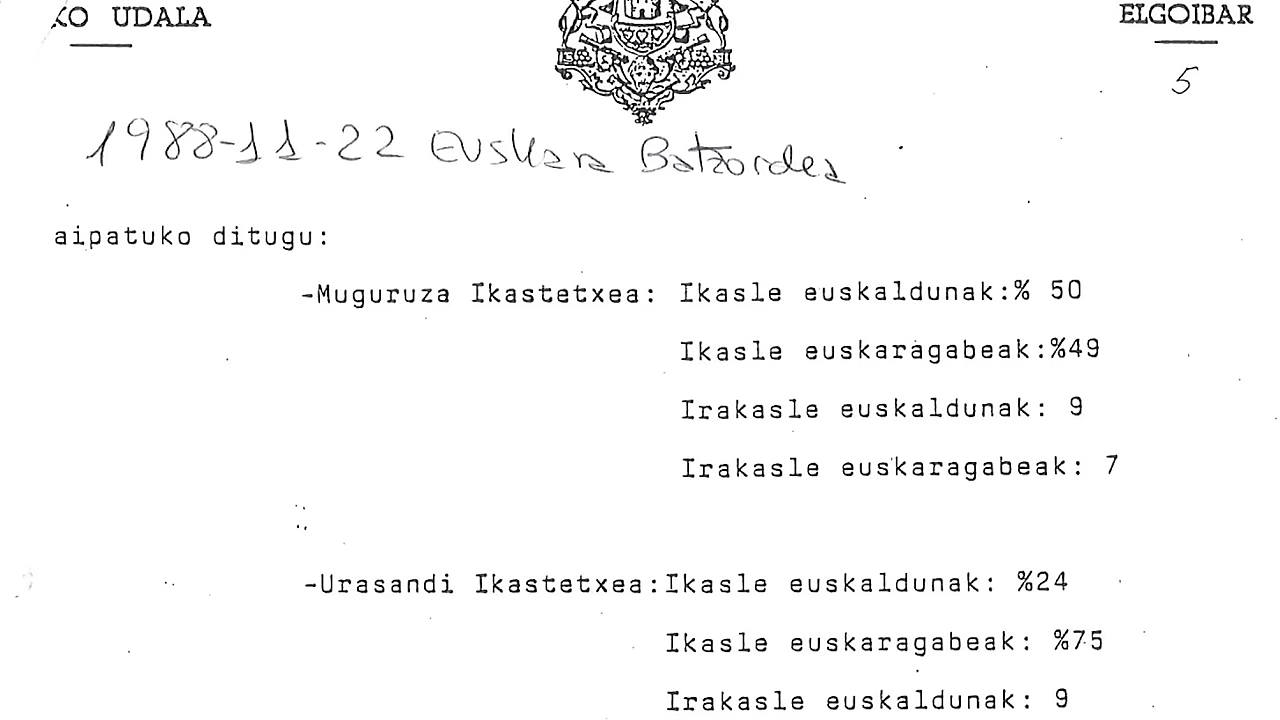 KO UDALA
ELGOIBAR
5
1988-11-22 Euskara Batzordea
aipatuko ditugu:
-Muguruza Ikastetxea: Ikasle euskaldunak:% 50
Ikasle euskaragabeak:%49
Irakasle euskaldunak: 9
Irakasle euskaragabeak: 7
-Urasandi Ikastetxea:Ikasle euskaldunak: %24
Ikasle euskaragabeak: %75
Irakasle euskaldunak: 9